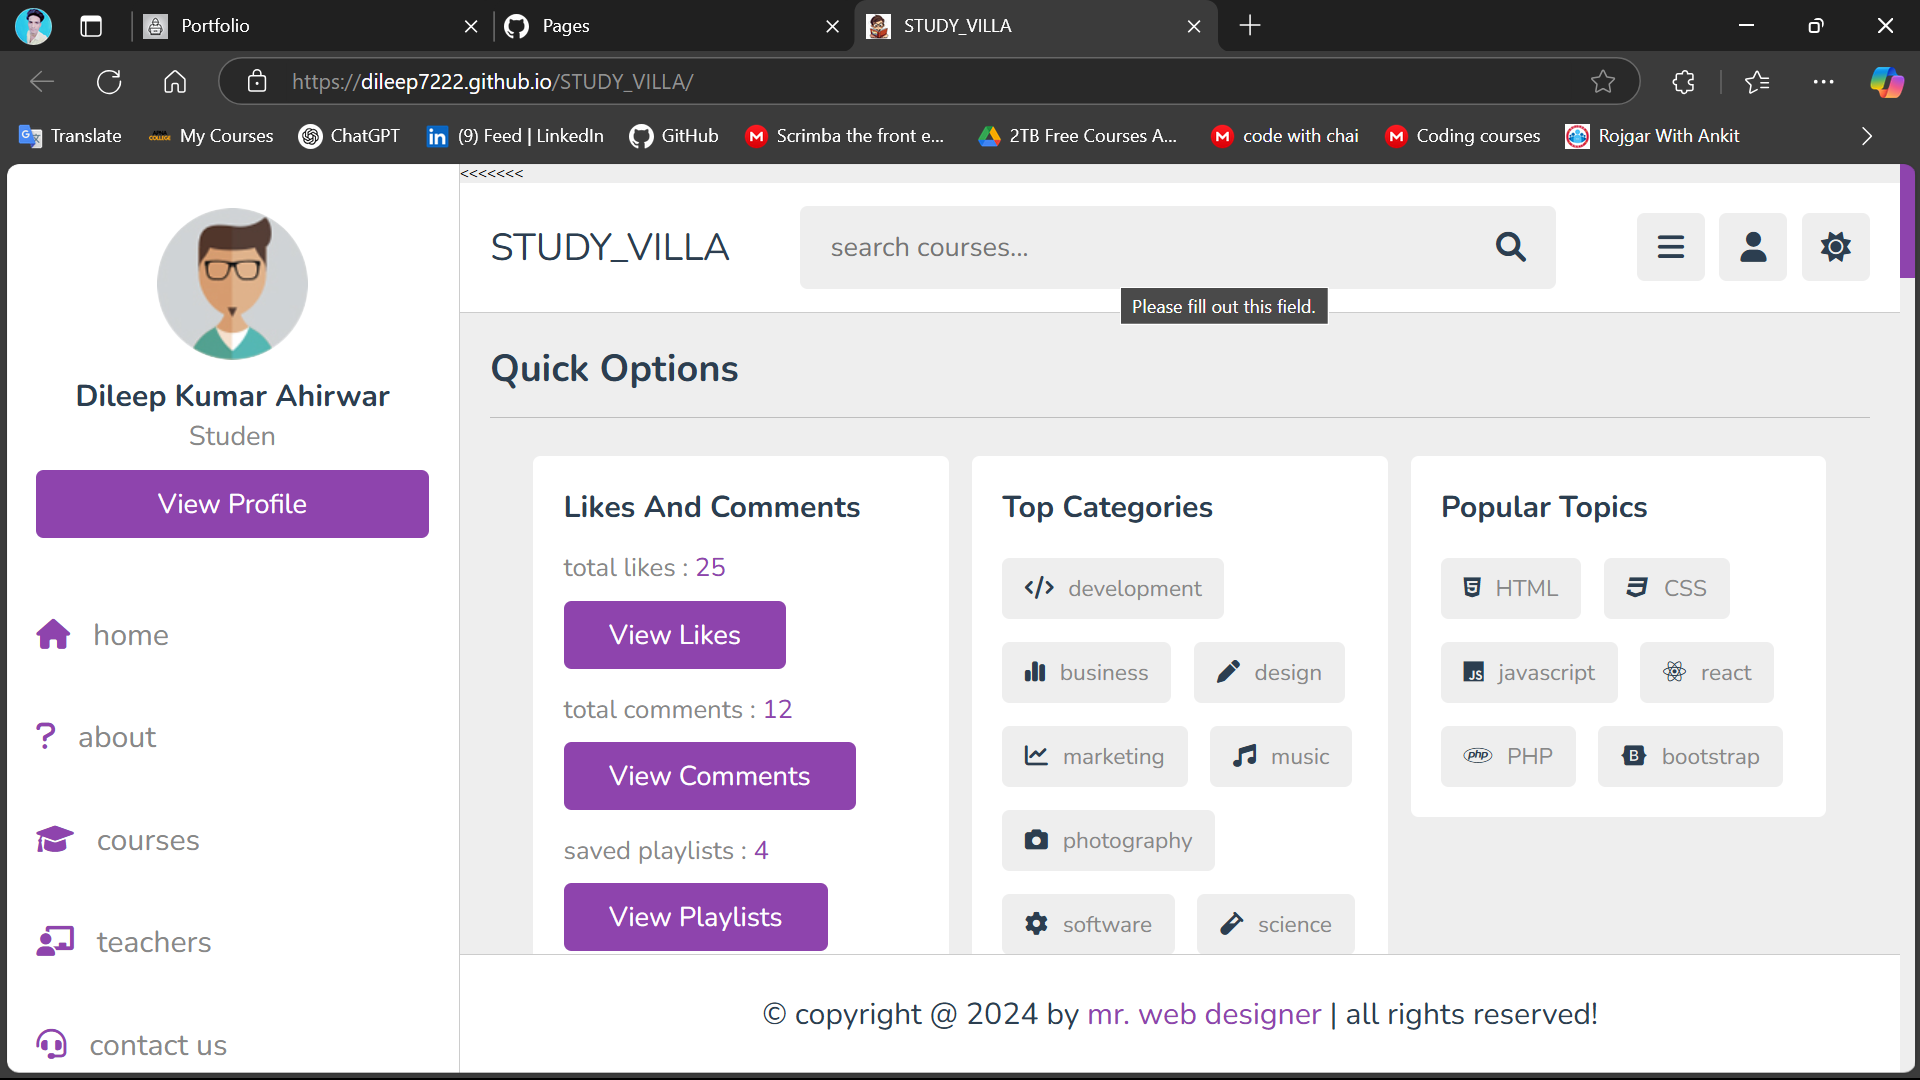 Portfolio
Pages
STUDY_VILLA
https://dileep7222.github.io/STUDY_VILLA/
Translate
My Courses
ChatGPT
(9) Feed | LinkedIn
GitHub
Scrimba the front e...
2TB Free Courses A...
code with chai
Coding courses
Rojgar With Ankit
Dileep Kumar Ahirwar
Studen
View Profile
home
about
courses
teachers
contact us
<<<<<<<
STUDY_VILLA
search courses...
Please fill out this field.
Quick Options
Likes And Comments
total likes : 25
View Likes
total comments : 12
View Comments
saved playlists : 4
View Playlists
Top Categories
development
business
design
marketing
music
photography
software
science
Popular Topics
HTML
CSS
javascript
react
PHP
bootstrap
© copyright @ 2024 by mr. web designer | all rights reserved!